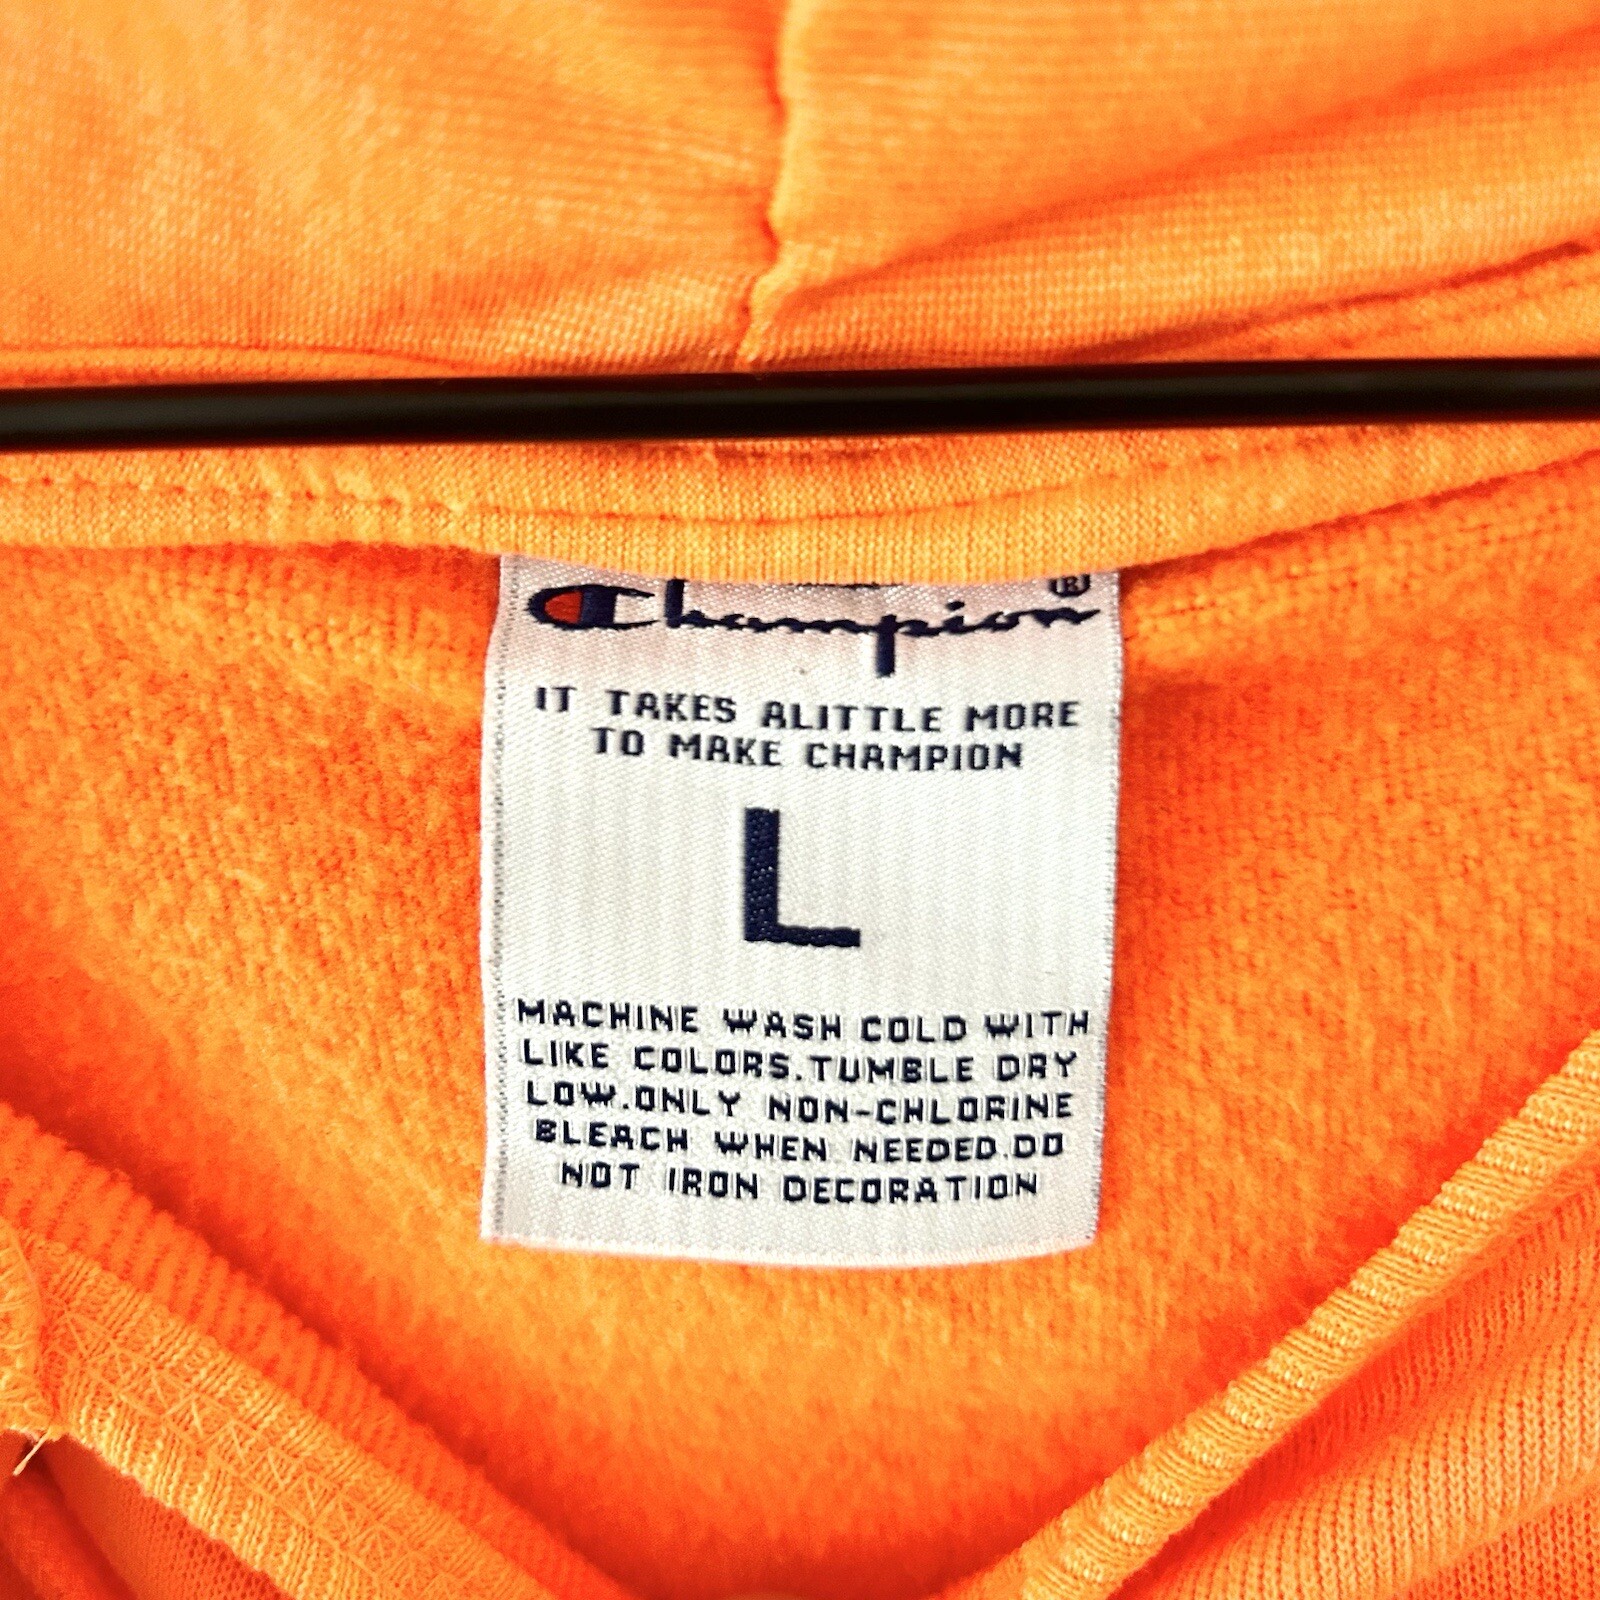 Champion®
IT TAKES ALITTLE MORE
TO MAKE CHAMPION
L
MACHINE WASH COLD WITH
LIKE COLORS.TUMBLE DRY
LOW.ONLY NON-CHLORINE
BLEACH WHEN NEEDED.DO
NOT IRON DECORATION